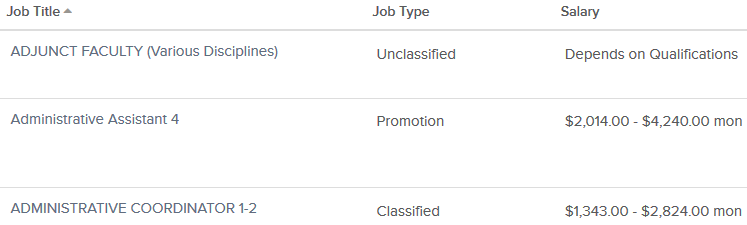 Job Title Job Type Salary
ADJUNCT FACULTY (Various Disciplines) Unclassified Depends on Qualifications
Administrative Assistant 4 Promotion $2,014.00 - $4,240.00 mon
ADMINISTRATIVE COORDINATOR 1-2 Classified $1,343.00 - $2,824.00 mon